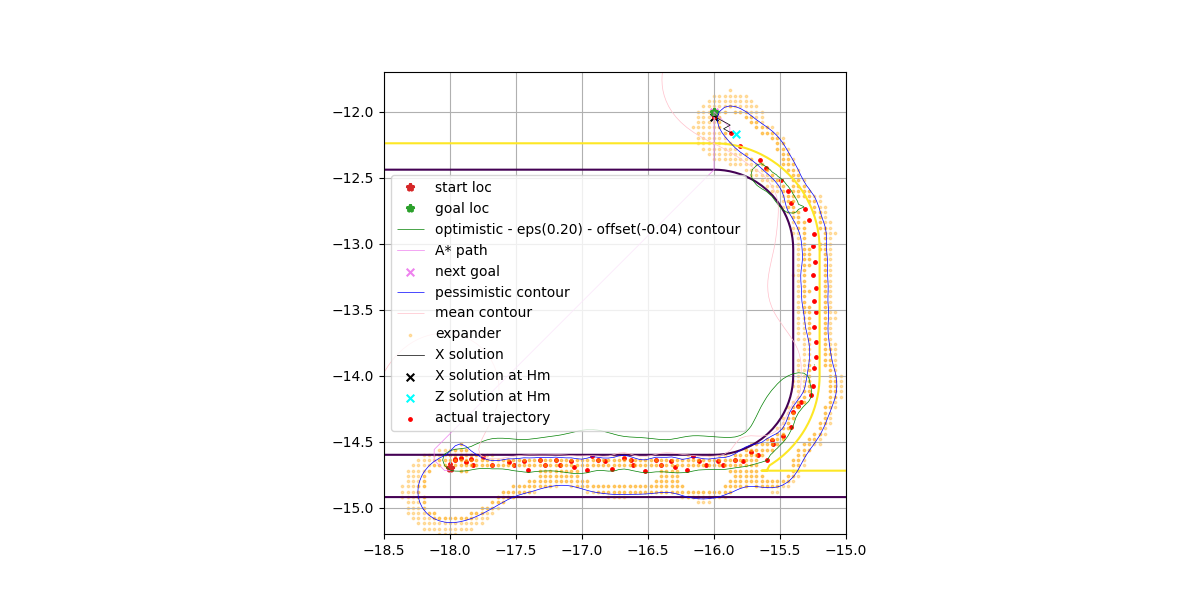 −12.0
−12.5
−13.0
−13.5
−14.0
−14.5
−15.0
start loc
goal loc
optimistic - eps(0.20) - offset(-0.04) contour
A* path
next goal
pessimistic contour
mean contour
expander
X solution
X solution at Hm
Z solution at Hm
actual trajectory
−18.5 −18.0 −17.5 −17.0 −16.5 −16.0 −15.5 −15.0